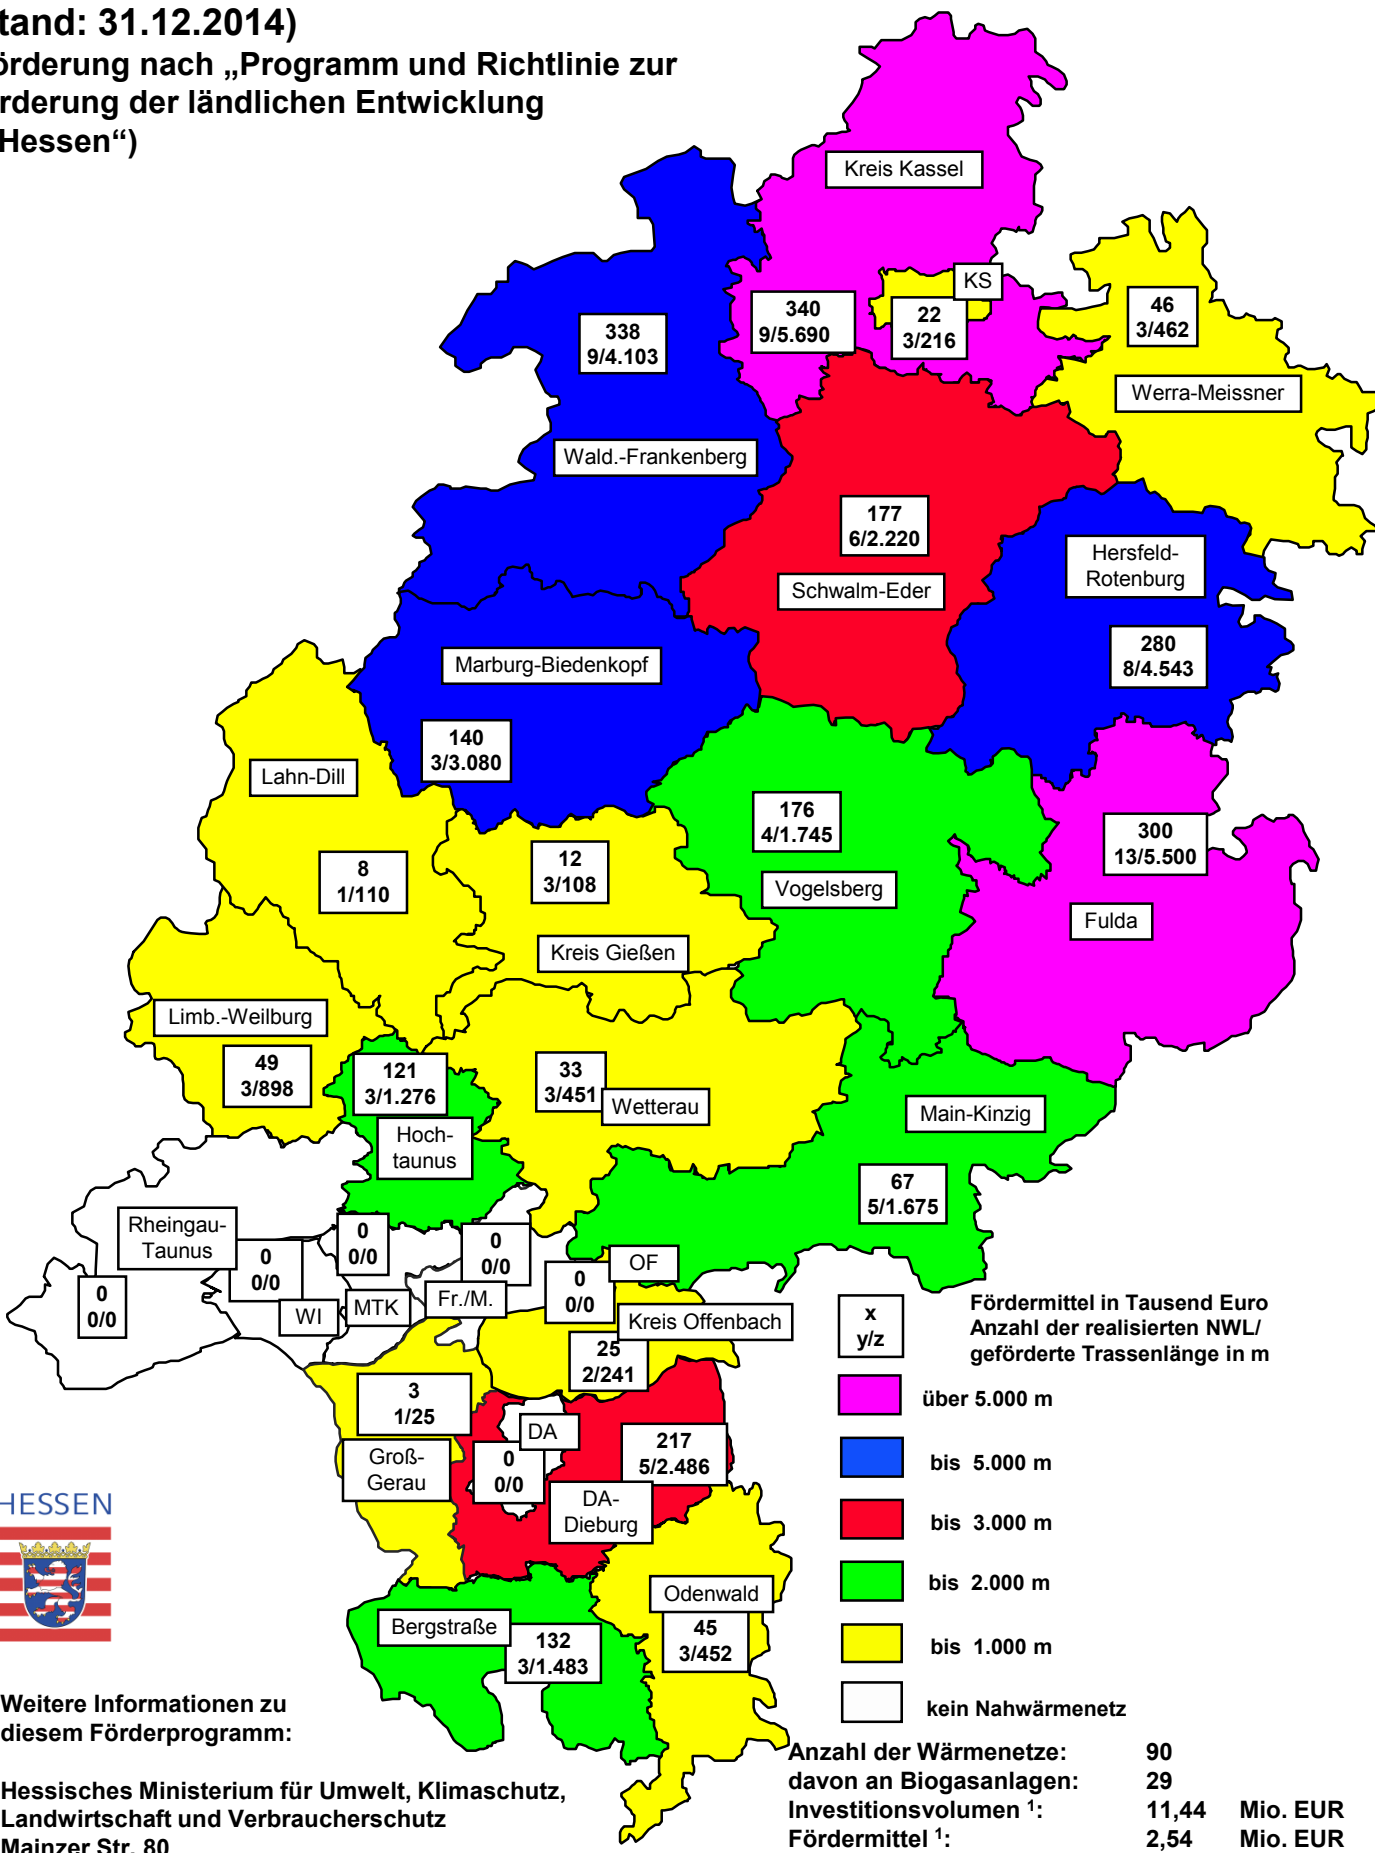 tand: 31.12.2014)
örderung nach „Programm und Richtlinie zur
rderung der ländlichen Entwicklung
Hessen“)
Kreis Kassel
KS
340
9/5.690
22
3/216
46
3/462
338
9/4.103
Werra-Meissner
Wald.-Frankenberg
177
6/2.220
Schwalm-Eder
Hersfeld-
Rotenburg
280
8/4.543
Marburg-Biedenkopf
140
3/3.080
Lahn-Dill
8
1/110
12
3/108
Kreis Gießen
176
4/1.745
Vogelsberg
300
13/5.500
Fulda
Limb.-Weilburg
49
3/898
121
3/1.276
Hoch-
taunus
33
3/451
Wetterau
Main-Kinzig
67
5/1.675
Rheingau-
Taunus
0
0/0
0
0/0
WI
0
0/0
MTK
0
0/0
Fr./M.
0
0/0
OF
Kreis Offenbach
25
2/241
3
1/25
Groß-
Gerau
DA
0
0/0
217
5/2.486
DA-
Dieburg
Odenwald
45
3/452
Bergstraße
132
3/1.483
x
y/z
Fördermittel in Tausend Euro
Anzahl der realisierten NWL/
geförderte Trassenlänge in m
über 5.000 m
bis 5.000 m
bis 3.000 m
bis 2.000 m
bis 1.000 m
kein Nahwärmenetz
HESSEN
Weitere Informationen zu
diesem Förderprogramm:
Hessisches Ministerium für Umwelt, Klimaschutz,
Landwirtschaft und Verbraucherschutz
Mainzer Str. 80
Anzahl der Wärmenetze: 90
davon an Biogasanlagen: 29
Investitionsvolumen ¹: 11,44 Mio. EUR
Fördermittel ¹: 2,54 Mio. EUR